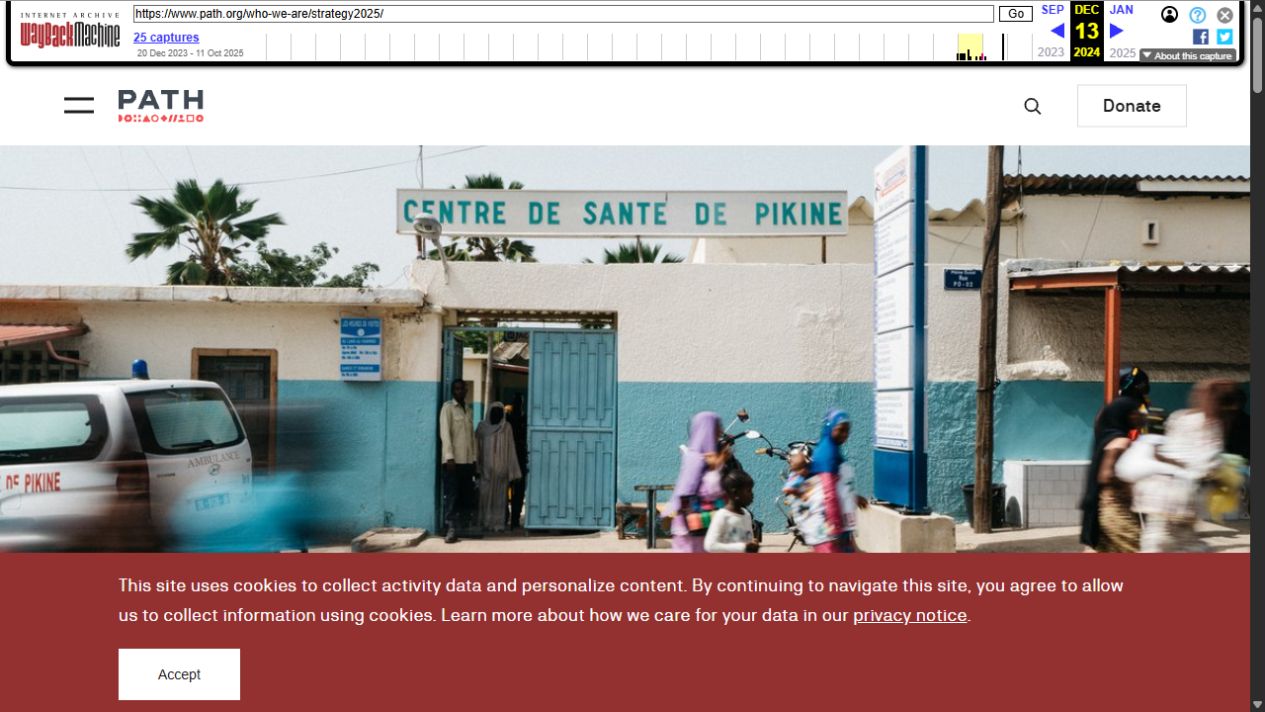 INTERNET ARCHIVE
WayBackMachine
https://www.path.org/who-we-are/strategy2025/
Go
25 captures
20 Dec 2023 - 11 Oct 2025
SEP
DEC
JAN
13
2023
2024
2025
About this capture
PATH
Donate
CENTRE DE SANTE DE PIKINE
AMBULANCE
DE PIKINE
This site uses cookies to collect activity data and personalize content. By continuing to navigate this site, you agree to allow
us to collect information using cookies. Learn more about how we care for your data in our privacy notice.
Accept